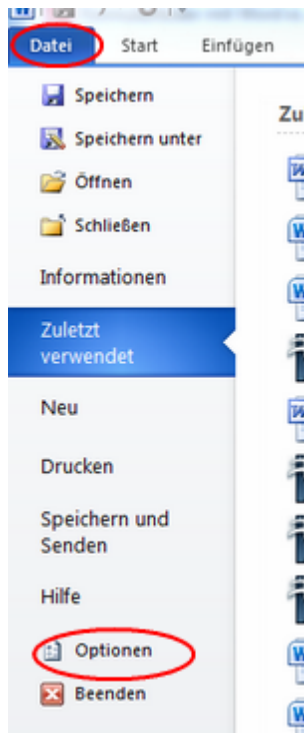 Datei Start Einfügen
Speichern
Zu
Speichern unter
Öffnen
Schließen
Informationen
Zuletzt
verwendet
Neu
Drucken
Speichern und
Senden
Hilfe
Optionen
Beenden